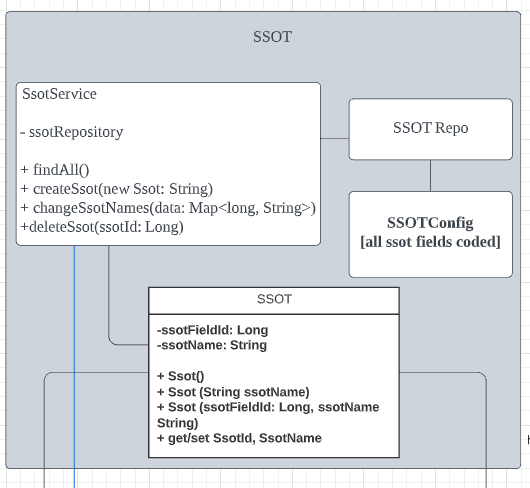 SSOT
SsotService
- ssotRepository
+ findAll()
+ createSsot(new Ssot: String)
+ changeSsotNames(data: Map<long, String>)
+deleteSsot(ssotId: Long)
SSOT Repo
SSOTConfig
[all ssot fields coded]
SSOT
-ssotFieldId: Long
-ssotName: String
+ Ssot()
+ Ssot (String ssotName)
+ Ssot (ssotFieldId: Long, ssotName
String)
+ get/set SsotId, SsotName